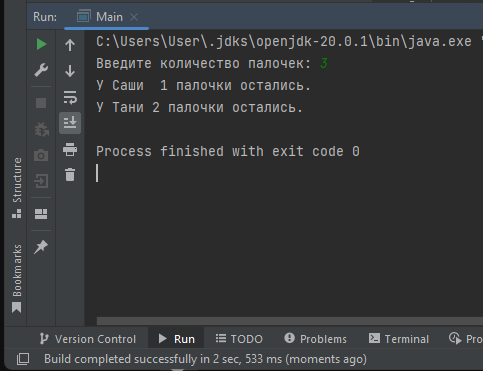 Run: Main
C:\Users\User\.jdks\openjdk-20.0.1\bin\java.exe "
Введите количество палочек: 3
У Саши  1 палочки остались.
У Тани 2 палочки остались.
Process finished with exit code 0
Structure
Bookmarks
Version Control Run TODO Problems Terminal Pro
Build completed successfully in 2 sec, 533 ms (moments ago)